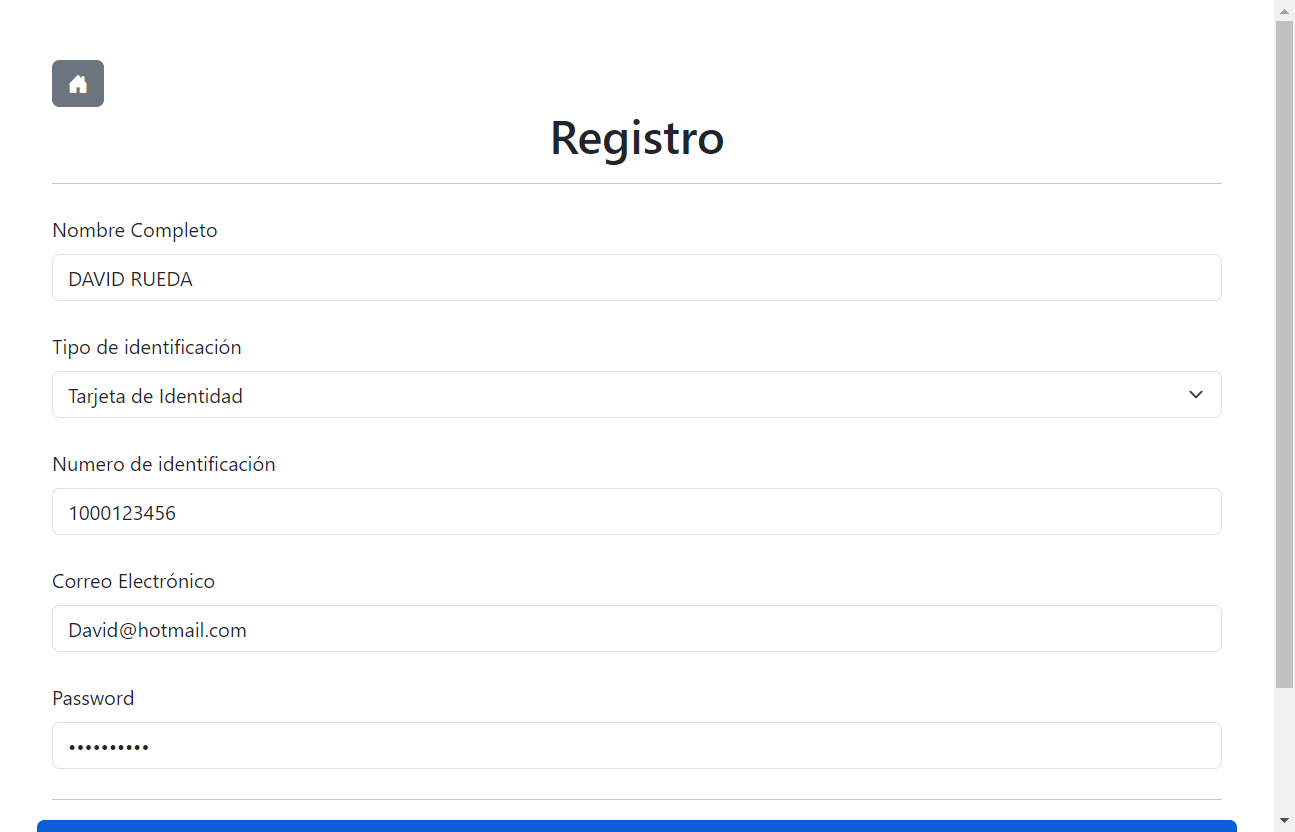 Registro
Nombre Completo
DAVID RUEDA
Tipo de identificación
Tarjeta de Identidad
Numero de identificación
1000123456
Correo Electrónico
David@hotmail.com
Password
••••••••••